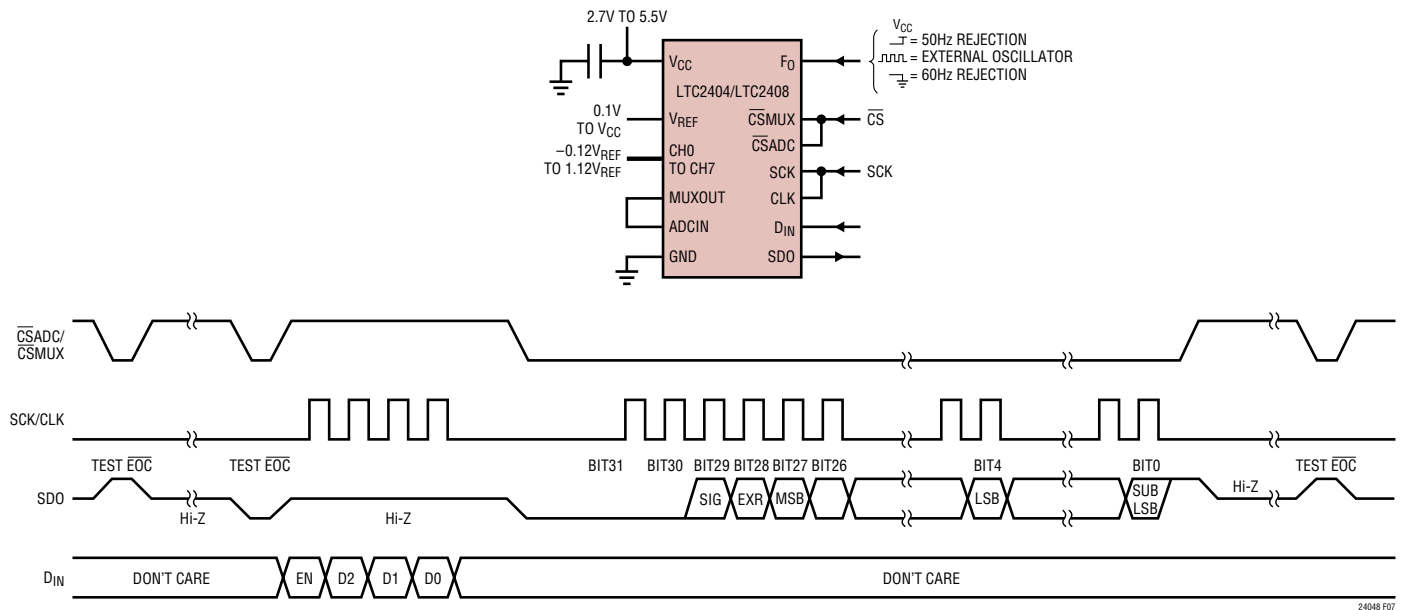 2.7V TO 5.5V
VCC
= 50Hz REJECTION
= EXTERNAL OSCILLATOR
= 60Hz REJECTION
VCC
FO
LTC2404/LTC2408
0.1V
TO VCC
VREF
CSMUX
CS
CSADC
–0.12VREF
TO 1.12VREF
CH0
TO CH7
SCK
SCK
MUXOUT
CLK
ADCIN
DIN
GND
SDO
CSADC/
CSMUX
SCK/CLK
TEST EOC
TEST EOC
BIT31
BIT30
BIT29
BIT28
BIT27
BIT26
BIT4
BIT0
TEST EOC
SDO
Hi-Z
Hi-Z
SIG
EXR
MSB
LSB
SUB
LSB
Hi-Z
DIN
DON'T CARE
EN
D2
D1
D0
DON'T CARE
24048 F07